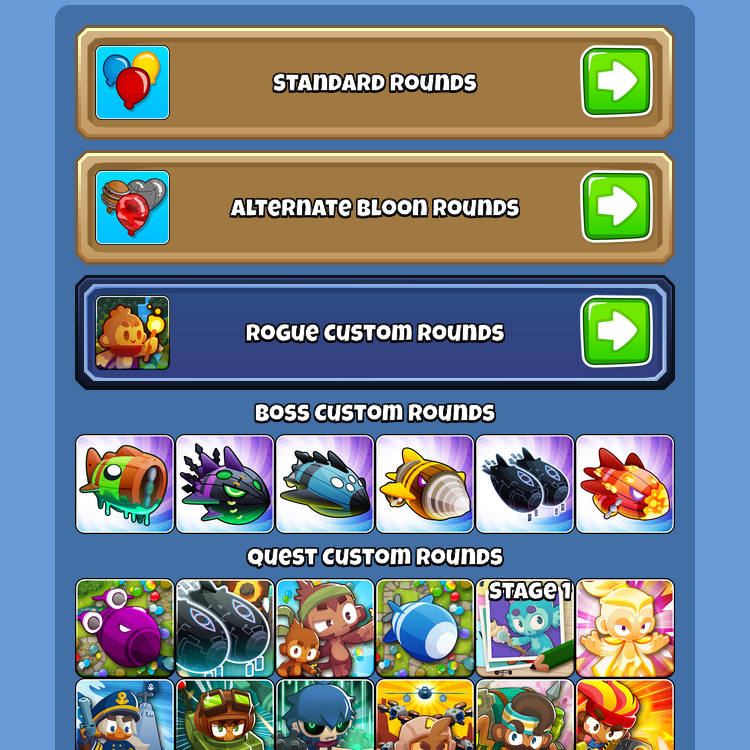 STANDARD ROUNDS
ALTERNATE BLOON ROUNDS
ROGUE CUSTOM ROUNDS
BOSS CUSTOM ROUNDS
QUEST CUSTOM ROUNDS
STAGE 1